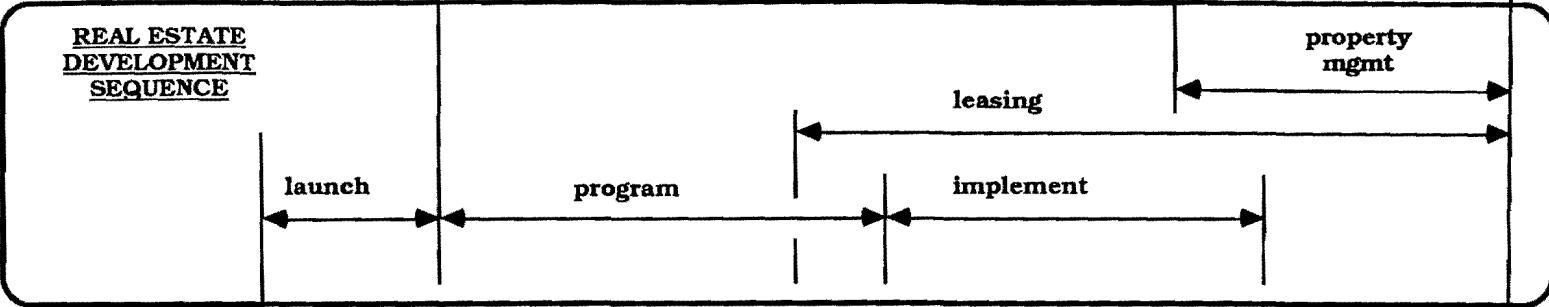 REAL ESTATE
DEVELOPMENT
SEQUENCE
property
mgmt
leasing
launch
program
implement